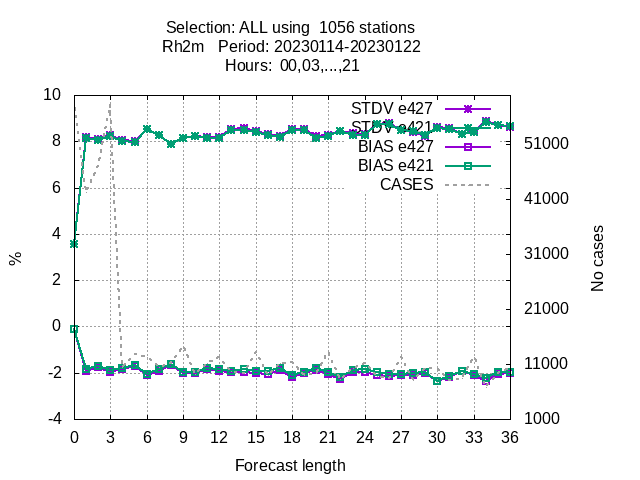 Selection: ALL using  1056 stations
Rh2m   Period: 20230114-20230122
Hours:  00,03,...,21
STDV e427
STDV e421
BIAS e427
BIAS e421
CASES
10
8
6
4
2
0
-2
-4
%
51000
41000
31000
21000
11000
1000
No cases
0 3 6 9 12 15 18 21 24 27 30 33 36
Forecast length